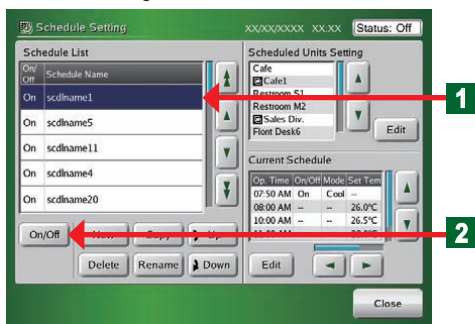 Schedule Setting XX/XX/XXXX XX:XX Status: Off
Schedule List
On/Off Schedule Name
On scdlname1
On scdlname5
On scdlname11
On scdlname4
On scdlname20
On/Off New Copy Up
Delete Rename Down
Scheduled Units Setting
Cafe
Cafe1
Restroom S1
Restroom M2
Sales Div.
Flont Desk6
Edit
Current Schedule
Op. Time On/Off Mode Set Tem
07:50 AM On Cool --
08:00 AM -- -- 26.0°C
10:00 AM -- -- 26.5°C
Edit
Close
1
2